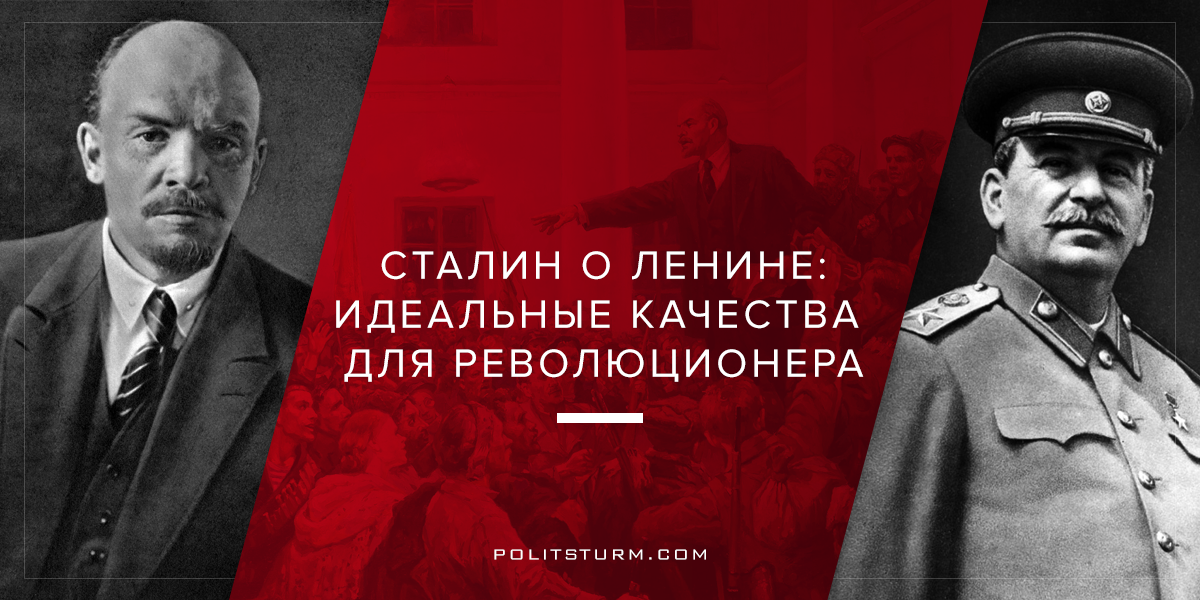 СТАЛИН О ЛЕНИНЕ:
ИДЕАЛЬНЫЕ КАЧЕСТВА
ДЛЯ РЕВОЛЮЦИОНЕРА
POLITSTURM.COM